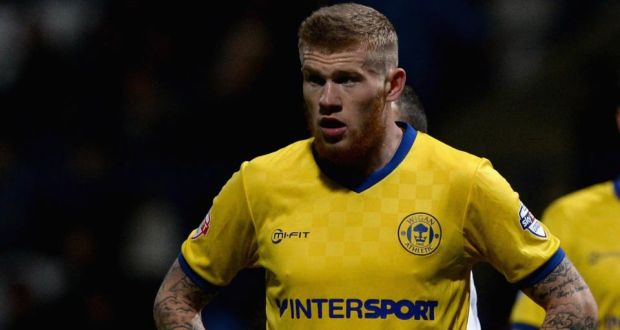 MI-FIT
WIGAN
ATHLETIC
INTERSPORT